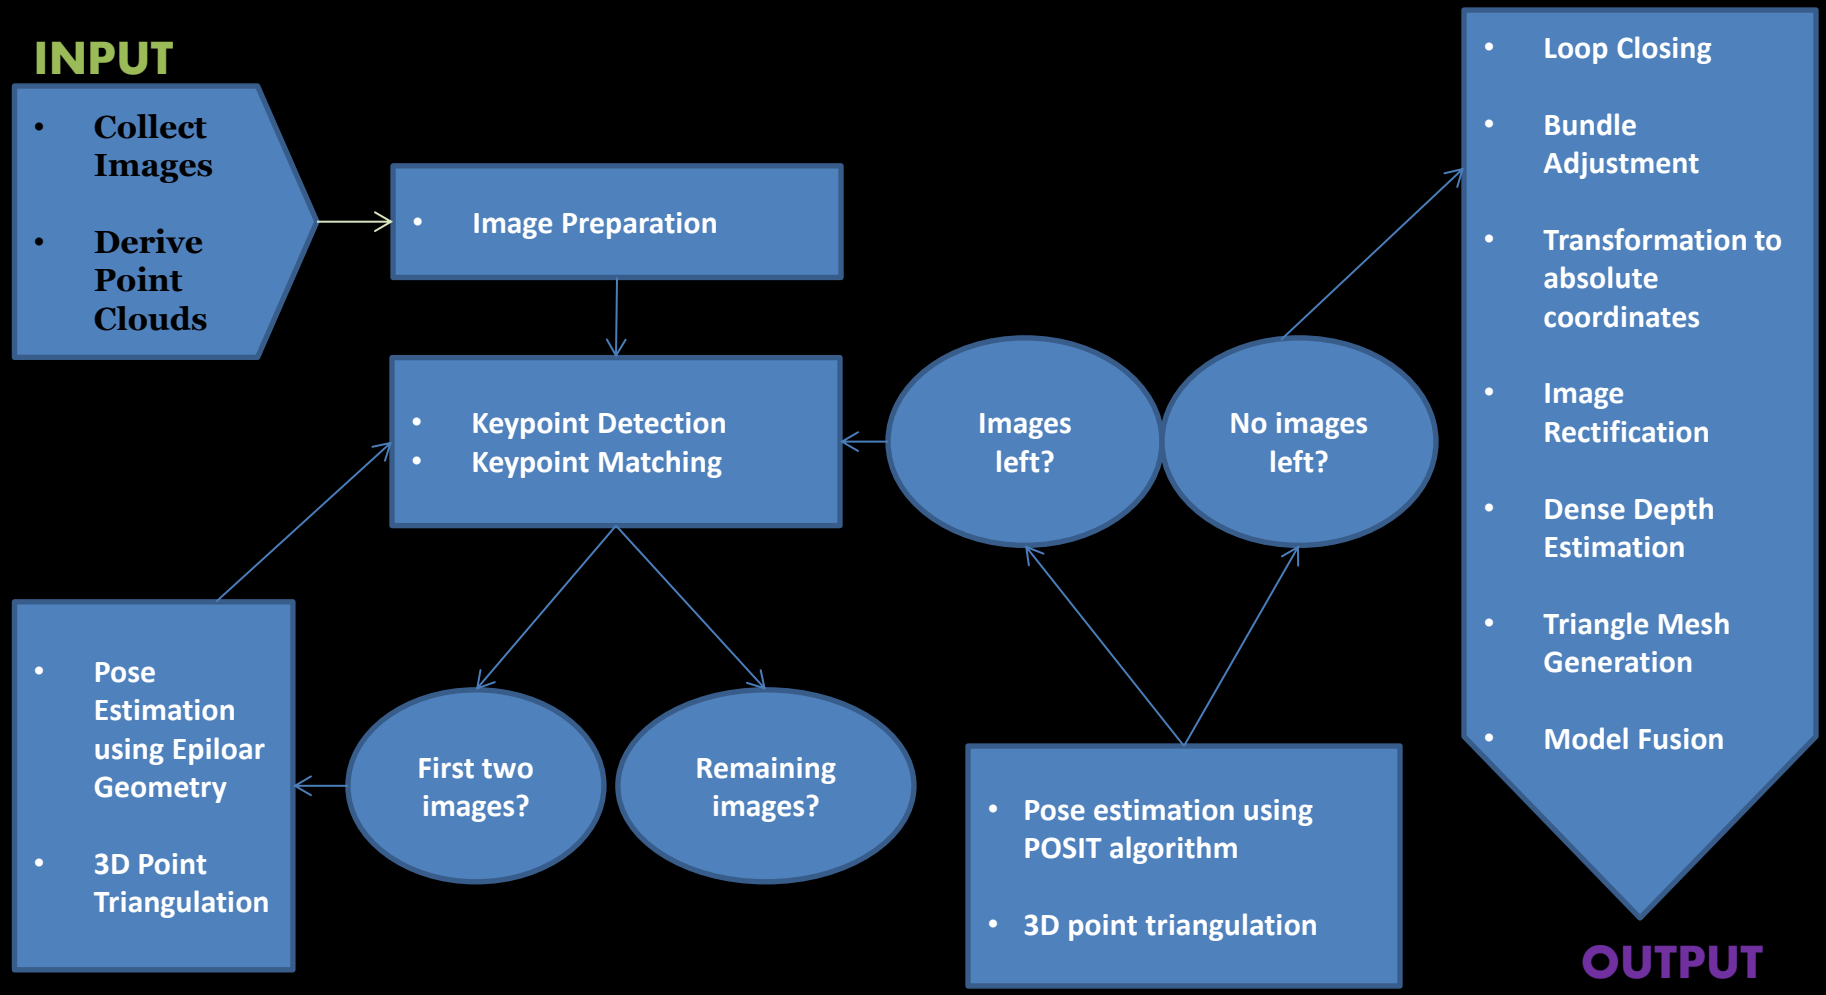 INPUT
• Collect
Images
• Derive
Point
Clouds
• Image Preparation
• Keypoint Detection
• Keypoint Matching
Images
left?
No images
left?
• Pose
Estimation
using Epiloar
Geometry
• 3D Point
Triangulation
First two
images?
Remaining
images?
• Pose estimation using
POSIT algorithm
• 3D point triangulation
• Loop Closing
• Bundle
Adjustment
• Transformation to
absolute
coordinates
• Image
Rectification
• Dense Depth
Estimation
• Triangle Mesh
Generation
• Model Fusion
OUTPUT